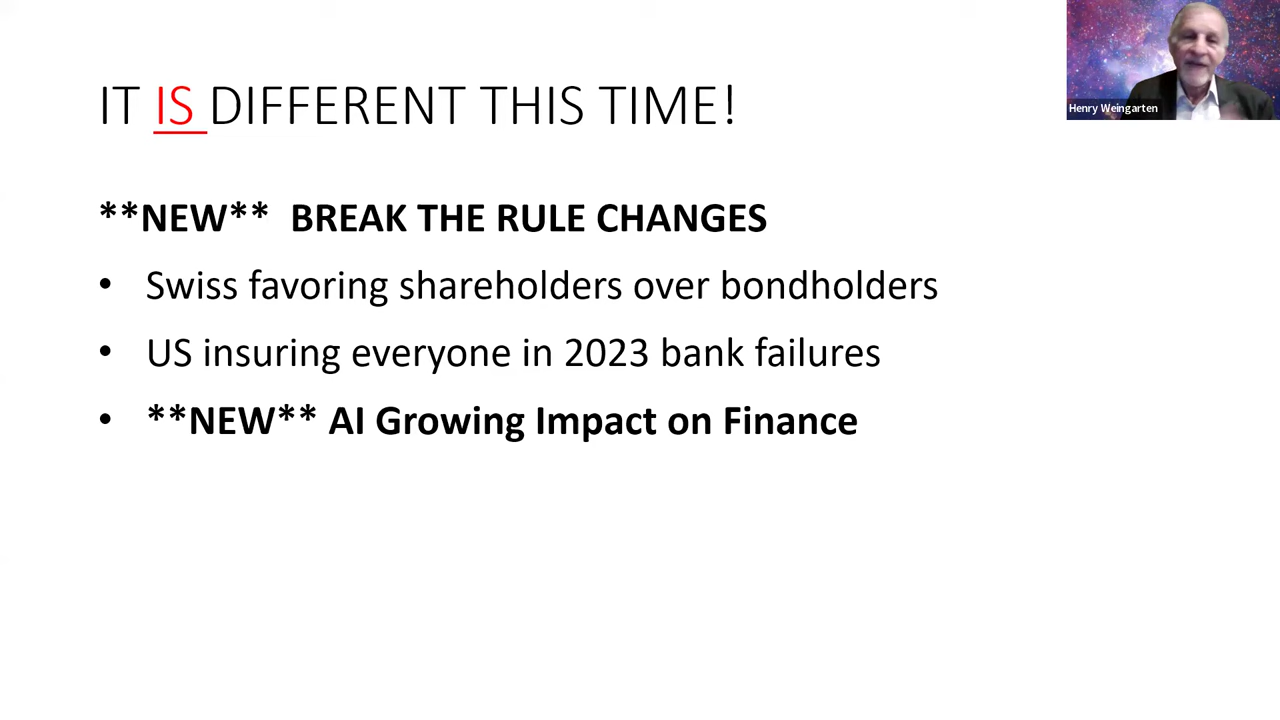 IT IS DIFFERENT THIS TIME!
Henry Weingarten
**NEW** BREAK THE RULE CHANGES
• Swiss favoring shareholders over bondholders
• US insuring everyone in 2023 bank failures
• **NEW** AI Growing Impact on Finance